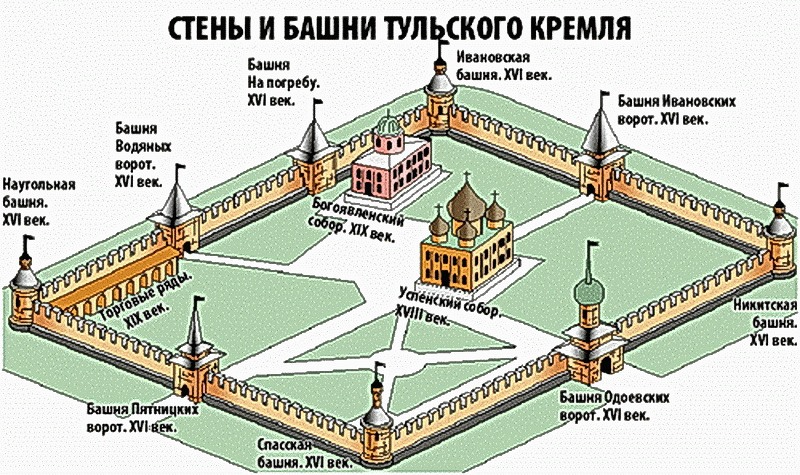 СТЕНЫ И БАШНИ ТУЛЬСКОГО КРЕМЛЯ
Башня
На погребу.
XVI век.
Ивановская
башня. XVI век.
Башня Ивановских
ворот. XVI век.
Башня
Водяных
ворот.
XVI век.
Наугольная
башня.
XVI век.
Богоявленский
собор. XIX век.
Торговые ряды.
XIX век.
Успенский собор.
XVIII век.
Никитская
башня.
XVI век.
Башня Пятницких
ворот. XVI век.
Спасская
башня. XVI век.
Башня Одоевских
ворот. XVI век.